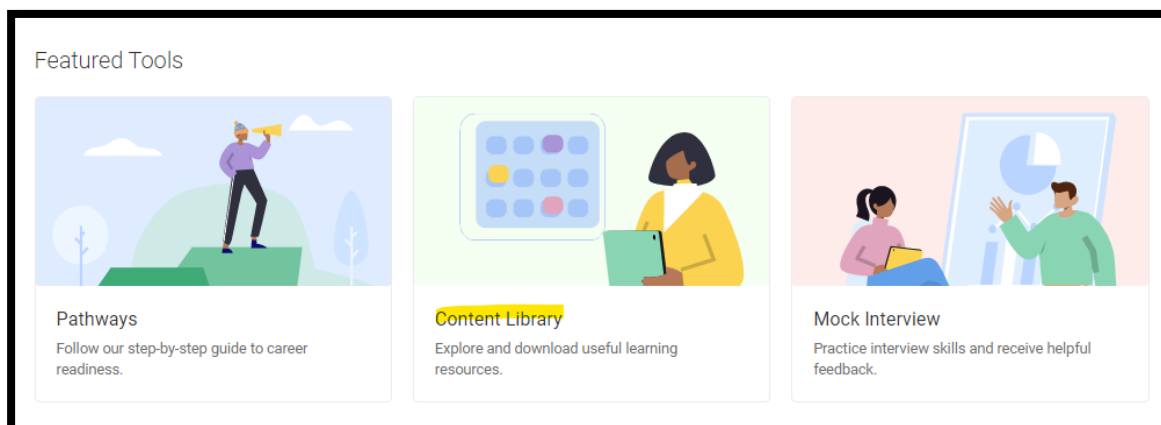 Featured Tools
Pathways
Follow our step-by-step guide to career
readiness.
Content Library
Explore and download useful learning
resources.
Mock Interview
Practice interview skills and receive helpful
feedback.